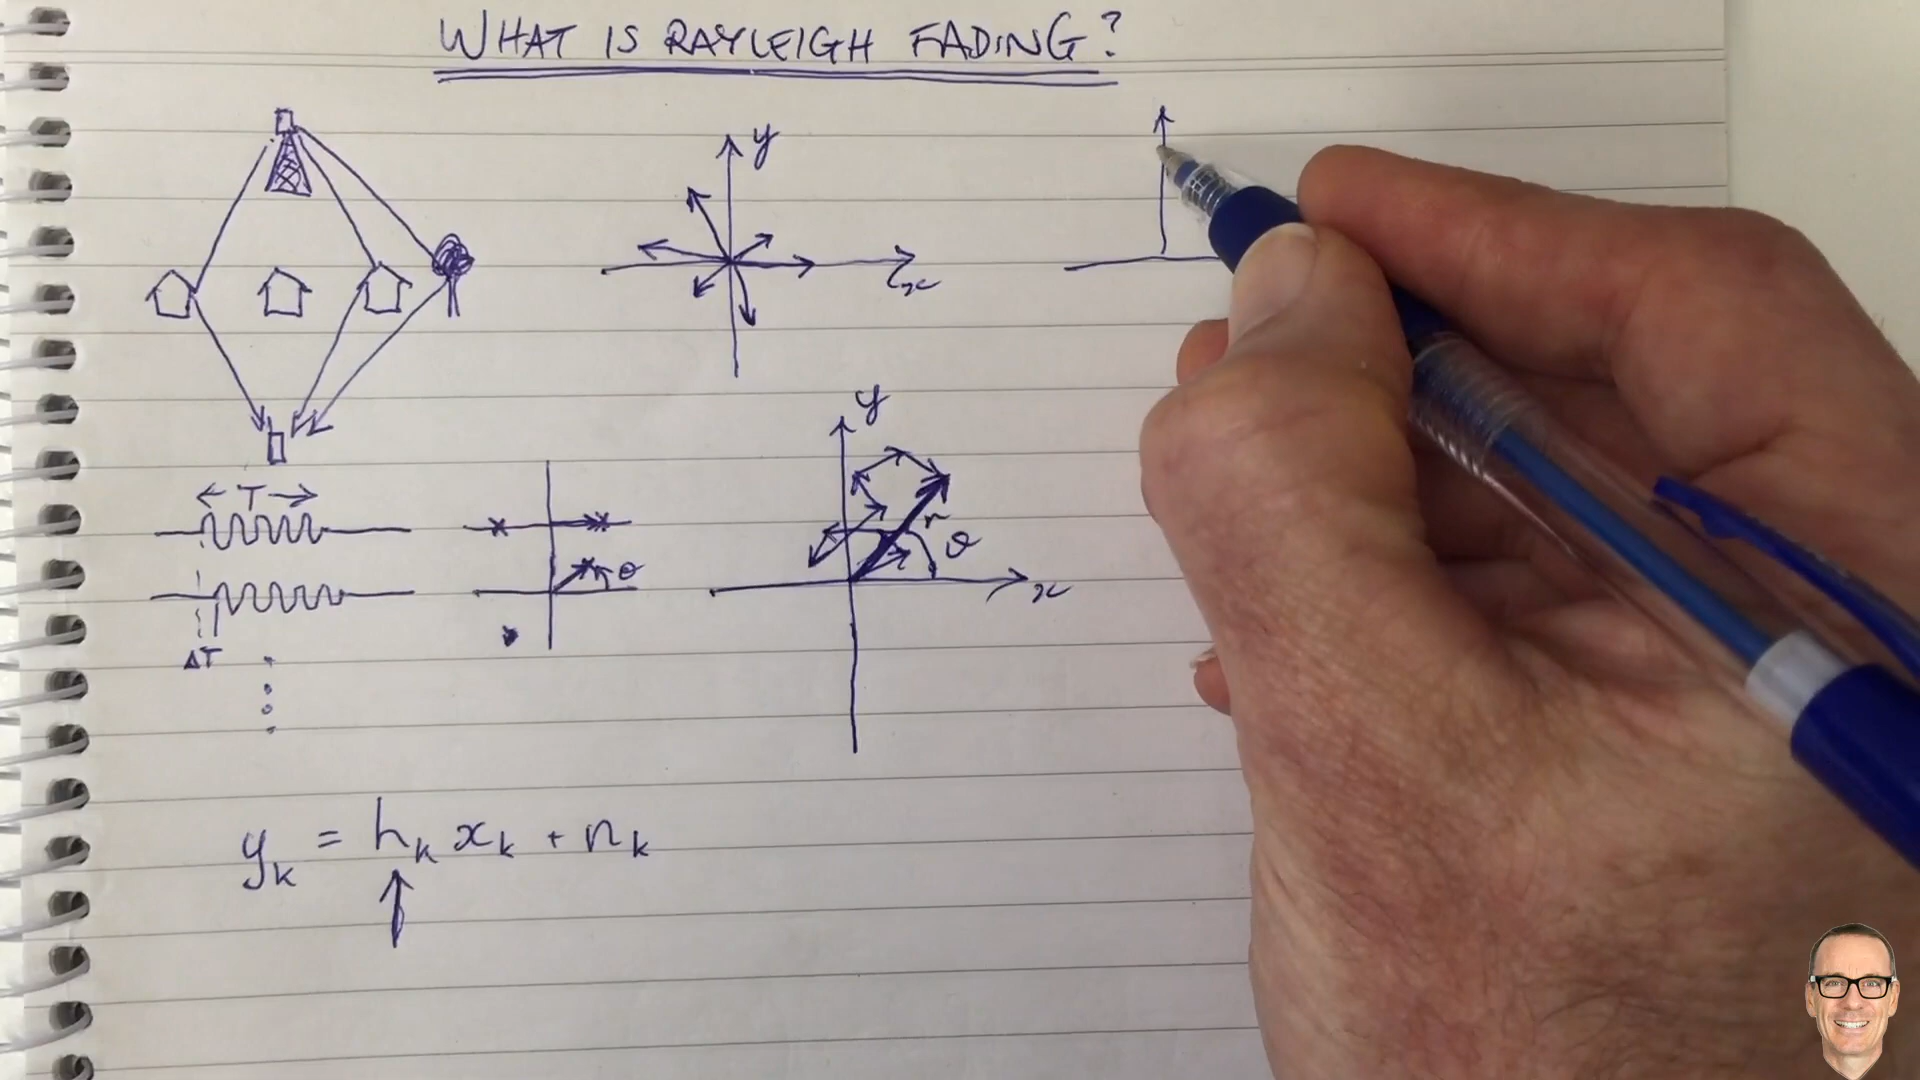 WHAT IS RAYLEIGH FADING?
y
x
← T →
ΔT
θ
y
r
θ
x
y_k = h_k x_k + n_k